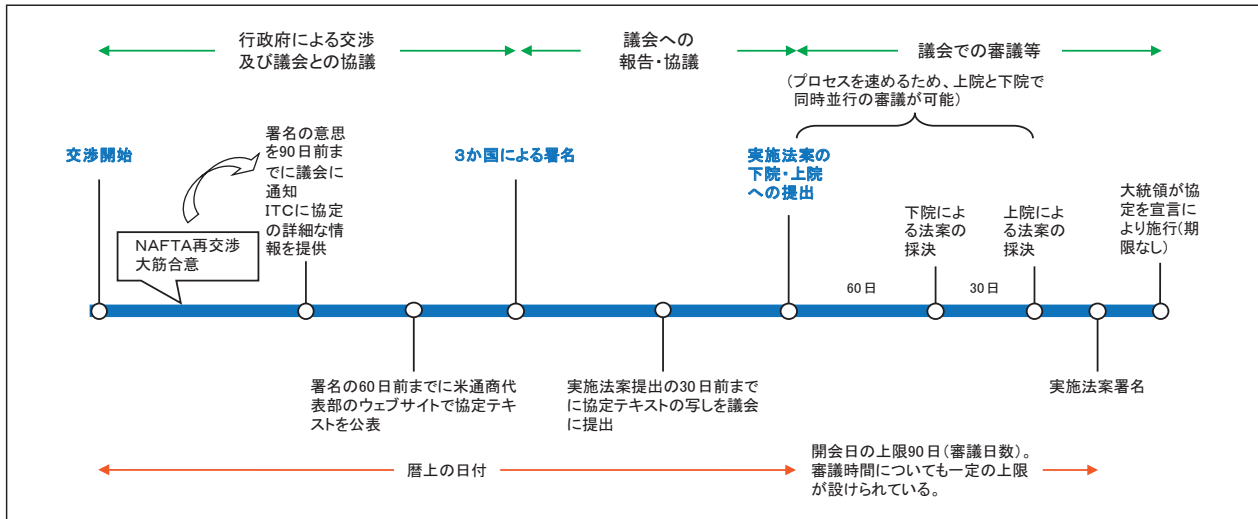 行政府による交渉
及び議会との協議
議会への
報告・協議
議会での審議等
(プロセスを速めるため、上院と下院で
同時並行の審議が可能)
交渉開始
署名の意思
を90日前ま
でに議会に
通知
ITCに協定
の詳細な情
報を提供
3か国による署名
実施法案の
下院・上院
への提出
下院によ
る法案の
採決
上院によ
る法案の
採決
大統領が協
定を宣言に
より施行(期
限なし)
NAFTA再交渉
大筋合意
60日
30日
署名の60日前までに米通商代
表部のウェブサイトで協定テキ
ストを公表
実施法案提出の30日前まで
に協定テキストの写しを議会
に提出
実施法案署名
暦上の日付
開会日の上限90日(審議日数)。
審議時間についても一定の上限
が設けられている。